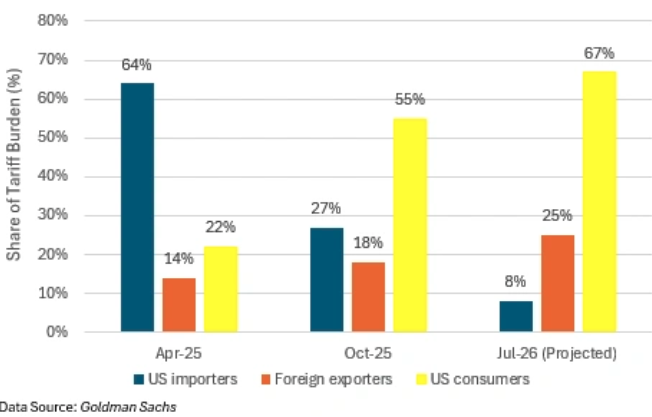 80%
70%
60%
50%
40%
30%
20%
10%
0%
Share of Tariff Burden (%)
64%
14%
22%
27%
18%
55%
8%
25%
67%
Apr-25
Oct-25
Jul-26 (Projected)
US importers
Foreign exporters
US consumers
Data Source: Goldman Sachs